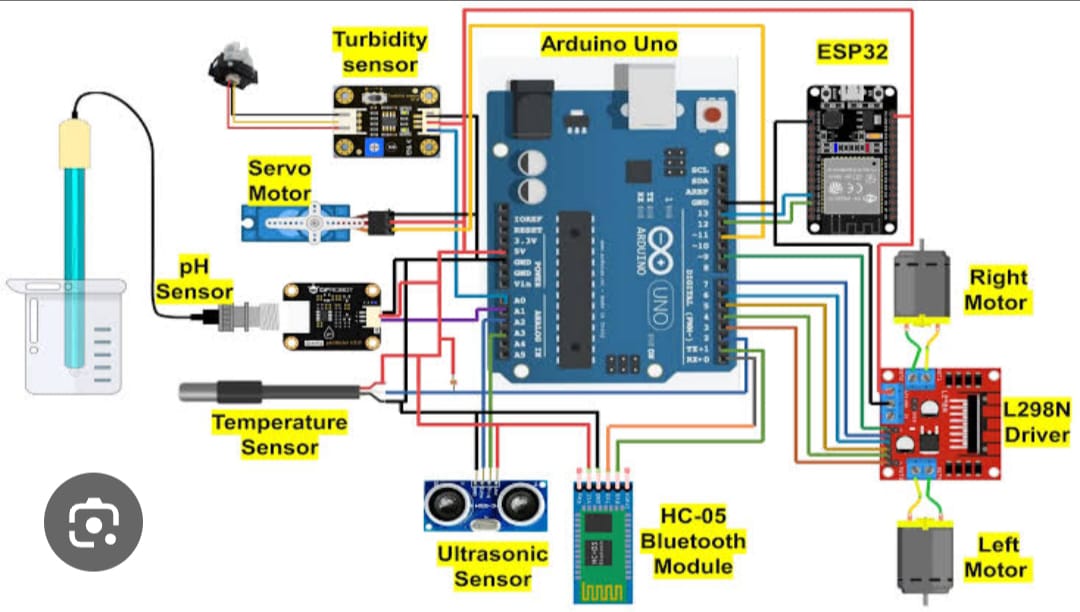 Turbidity
sensor
Arduino Uno
ESP32
Servo
Motor
pH
Sensor
Temperature
Sensor
Ultrasonic
Sensor
HC-05
Bluetooth
Module
Right
Motor
L298N
Driver
Left
Motor
IOREF
RESET
3.3V
5V
GND
GND
Vin
POWER
A0
A1
A2
A3
A4
A5
ANALOG IN
SCL
SDA
AREF
GND
13
12
~11
~10
~9
8
7
6
5
4
3
2
TX→1
RX←0
DIGITAL (PWM~)
ARDUINO
UNO
ON
HC-05